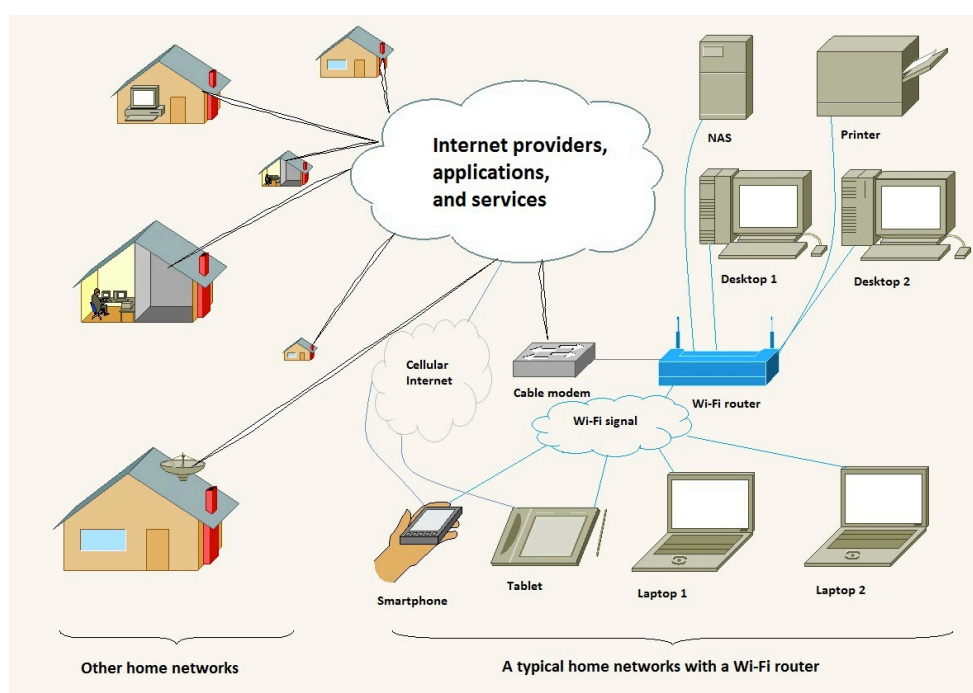 Internet providers,
applications,
and services
NAS
Printer
Desktop 1
Desktop 2
Cellular
Internet
Cable modem
Wi-Fi router
Wi-Fi signal
Smartphone
Tablet
Laptop 1
Laptop 2
Other home networks
A typical home networks with a Wi-Fi router